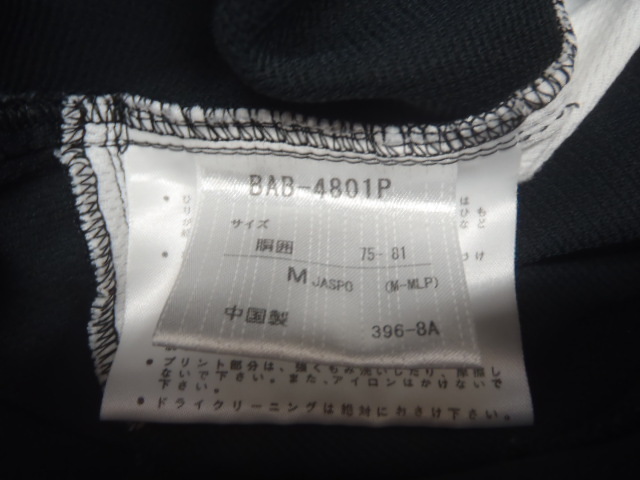 BAB-4801P
サイズ
胴囲 75-81
M JASPO (M-MLP)
中国製 396-8A
・プリント部分は、強くもみ洗いしたり、摩擦し
ないで下さい。また、アイロンはかけないで
下さい。
・ドライクリーニングは絶対におさけ下さい。